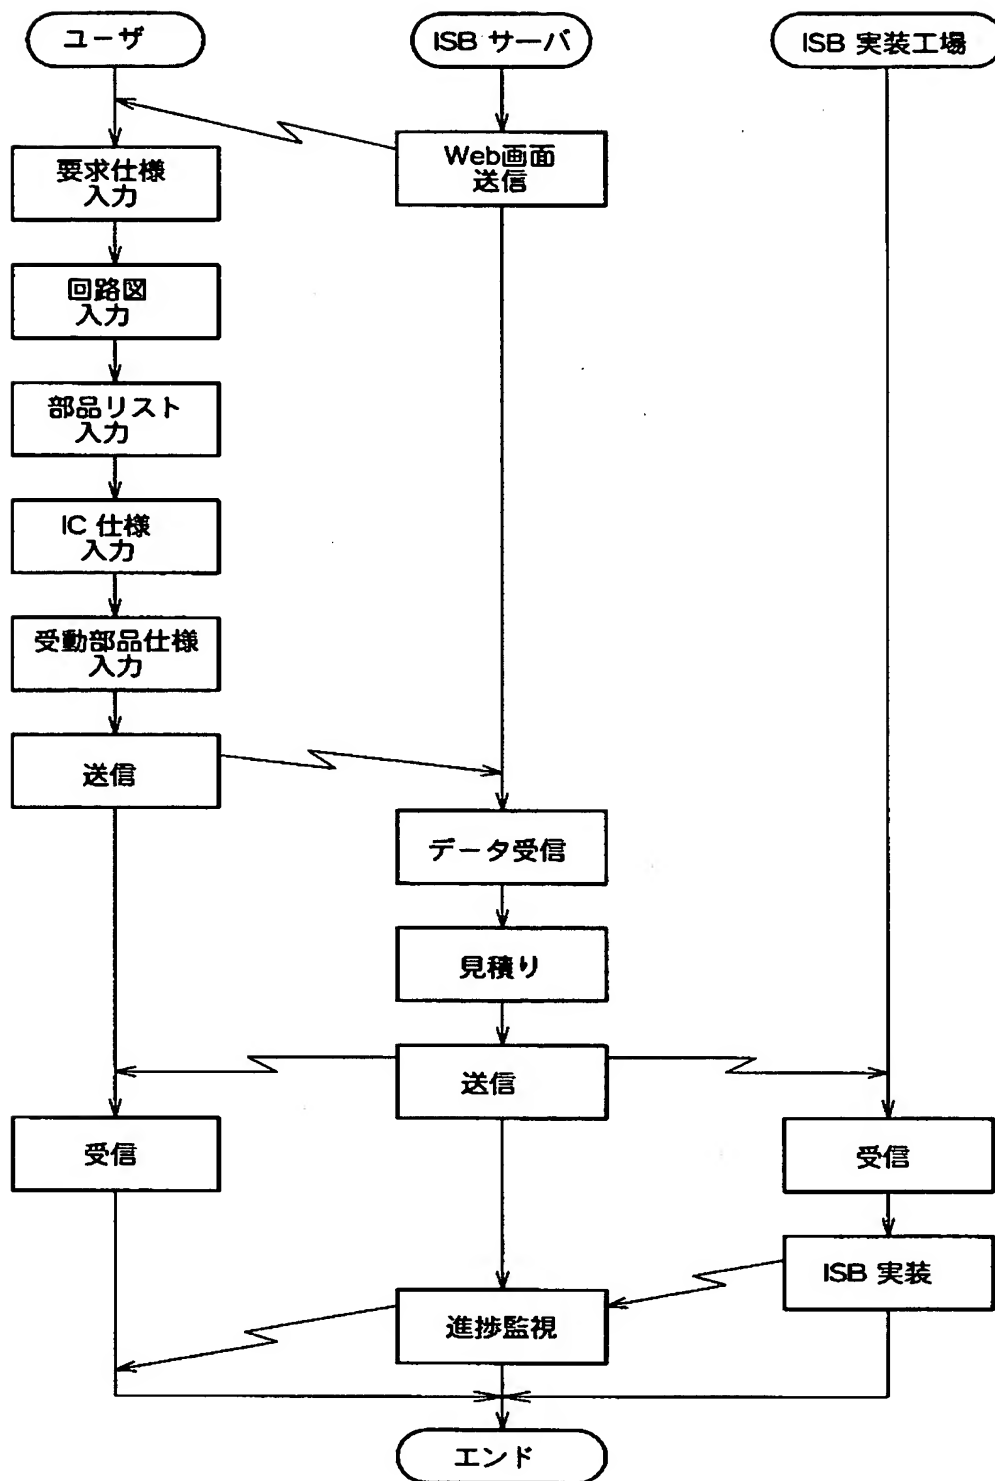 ユーザ
ISB サーバ
ISB 実装工場
Web画面
送信
要求仕様
入力
回路図
入力
部品リスト
入力
IC 仕様
入力
受動部品仕様
入力
送信
データ受信
見積り
送信
受信
受信
ISB 実装
進捗監視
エンド